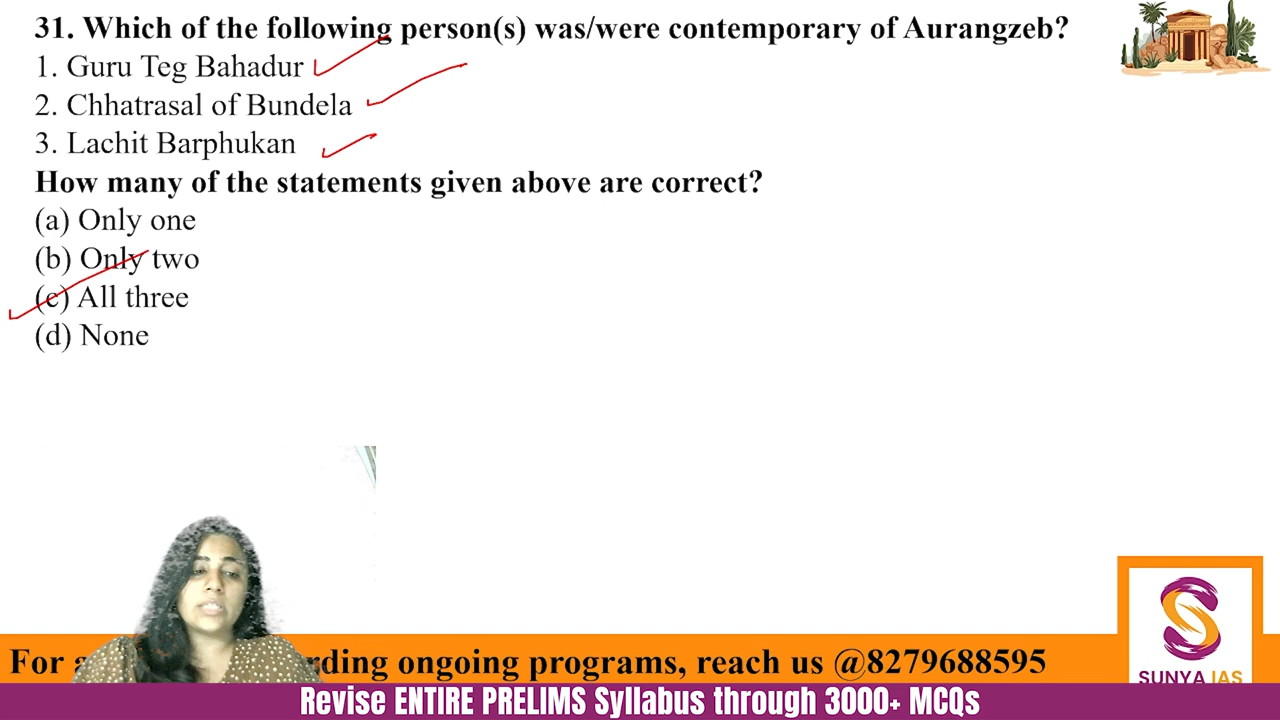 31. Which of the following person(s) was/were contemporary of Aurangzeb?
1. Guru Teg Bahadur
2. Chhatrasal of Bundela
3. Lachit Barphukan
How many of the statements given above are correct?
(a) Only one
(b) Only two
(c) All three
(d) None
For rding ongoing programs, reach us @8279688595
SUNYA IAS
Revise ENTIRE PRELIMS Syllabus through 3000+ MCQs